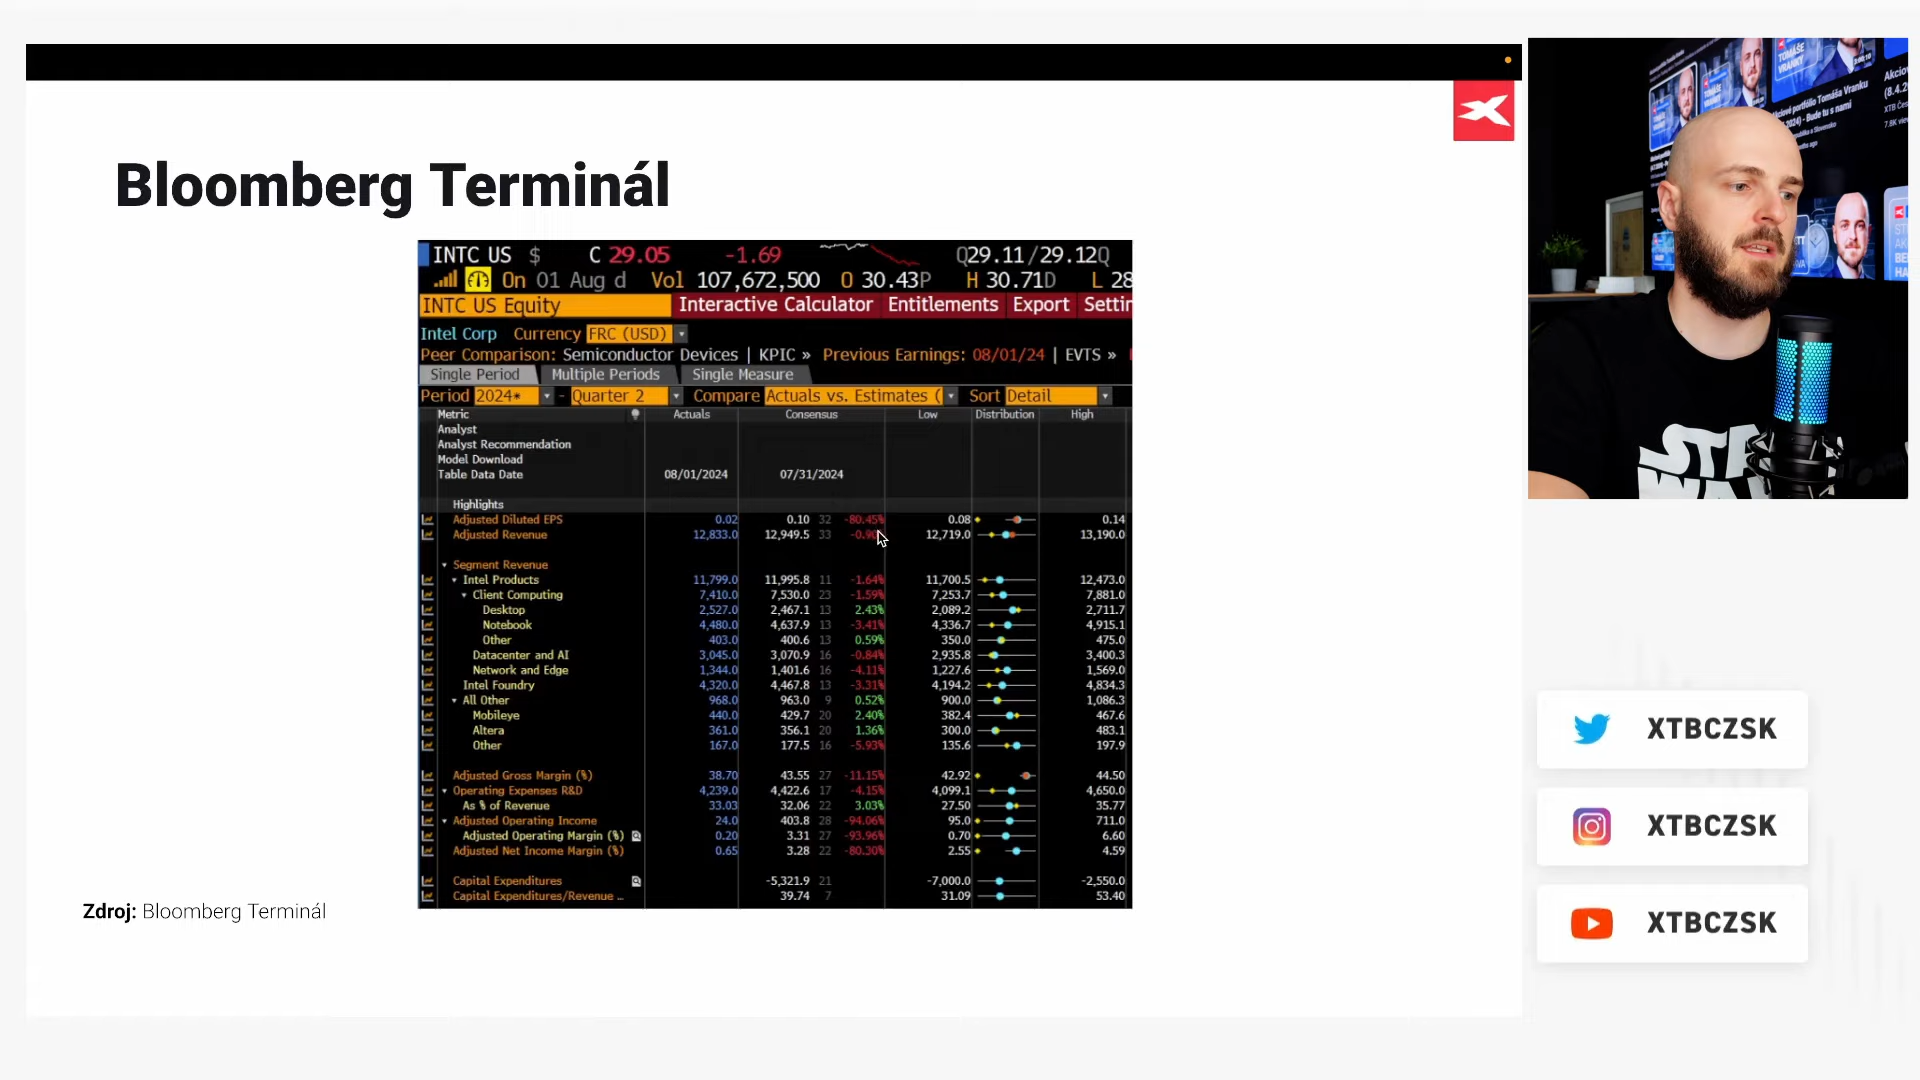 Bloomberg Terminál
INTC US $ C 29.05 -1.69 Q29.11/29.12Q
On 01 Aug d Vol 107,672,500 O 30.43P H 30.71D L 28
INTC US Equity Interactive Calculator Entitlements Export Settin
Intel Corp Currency FRC (USD)
Peer Comparison: Semiconductor Devices | KPIC » Previous Earnings: 08/01/24 | EVTS »
Single Period Multiple Periods Single Measure
Period 2024* - Quarter 2 Compare Actuals vs. Estimates ( Sort Detail
Metric Actuals Consensus Low Distribution High
Analyst
Analyst Recommendation
Model Download
Table Data Date 08/01/2024 07/31/2024
Highlights
Adjusted Diluted EPS 0.02 0.10 32 -80.45% 0.08 0.14
Adjusted Revenue 12,833.0 12,949.5 33 12,719.0 13,190.0
Segment Revenue
Intel Products 11,799.0 11,995.8 11 -1.64% 11,700.5 12,473.0
Client Computing 7,410.0 7,530.0 23 -1.59% 7,253.7 7,881.0
Desktop 2,527.0 2,467.1 13 2.43% 2,089.2 2,711.7
Notebook 4,480.0 4,637.9 13 -3.41% 4,336.7 4,915.1
Other 403.0 400.6 13 0.59% 350.0 475.0
Datacenter and AI 3,045.0 3,070.9 16 -0.84% 2,935.8 3,400.3
Network and Edge 1,344.0 1,401.6 16 -4.11% 1,227.6 1,569.0
Intel Foundry 4,320.0 4,467.8 13 -3.31% 4,194.2 4,834.3
All Other 968.0 963.0 9 0.52% 900.0 1,086.3
Mobileye 440.0 429.7 20 2.40% 382.4 467.6
Altera 361.0 356.1 20 1.36% 300.0 483.1
Other 167.0 177.5 16 -5.93% 135.6 197.9
Adjusted Gross Margin (%) 38.70 43.55 27 -11.15% 42.92 44.50
Operating Expenses R&D 4,239.0 4,422.6 17 -4.15% 4,099.1 4,650.0
As % of Revenue 33.03 32.06 22 3.03% 27.50 35.77
Adjusted Operating Income 24.0 403.8 28 -94.06% 95.0 711.0
Adjusted Operating Margin (%) 0.20 3.31 27 -93.96% 0.70 6.60
Adjusted Net Income Margin (%) 0.65 3.28 22 -80.30% 2.55 4.59
Capital Expenditures -5,321.9 21 -7,000.0 -2,550.0
Capital Expenditures/Revenue … 39.74 7 31.09 53.40
Zdroj: Bloomberg Terminál
TOMÁŠE
VRANKY
Akciové portfólio Tomáša Vranku
STA
WA
XTBCZSK
XTBCZSK
XTBCZSK